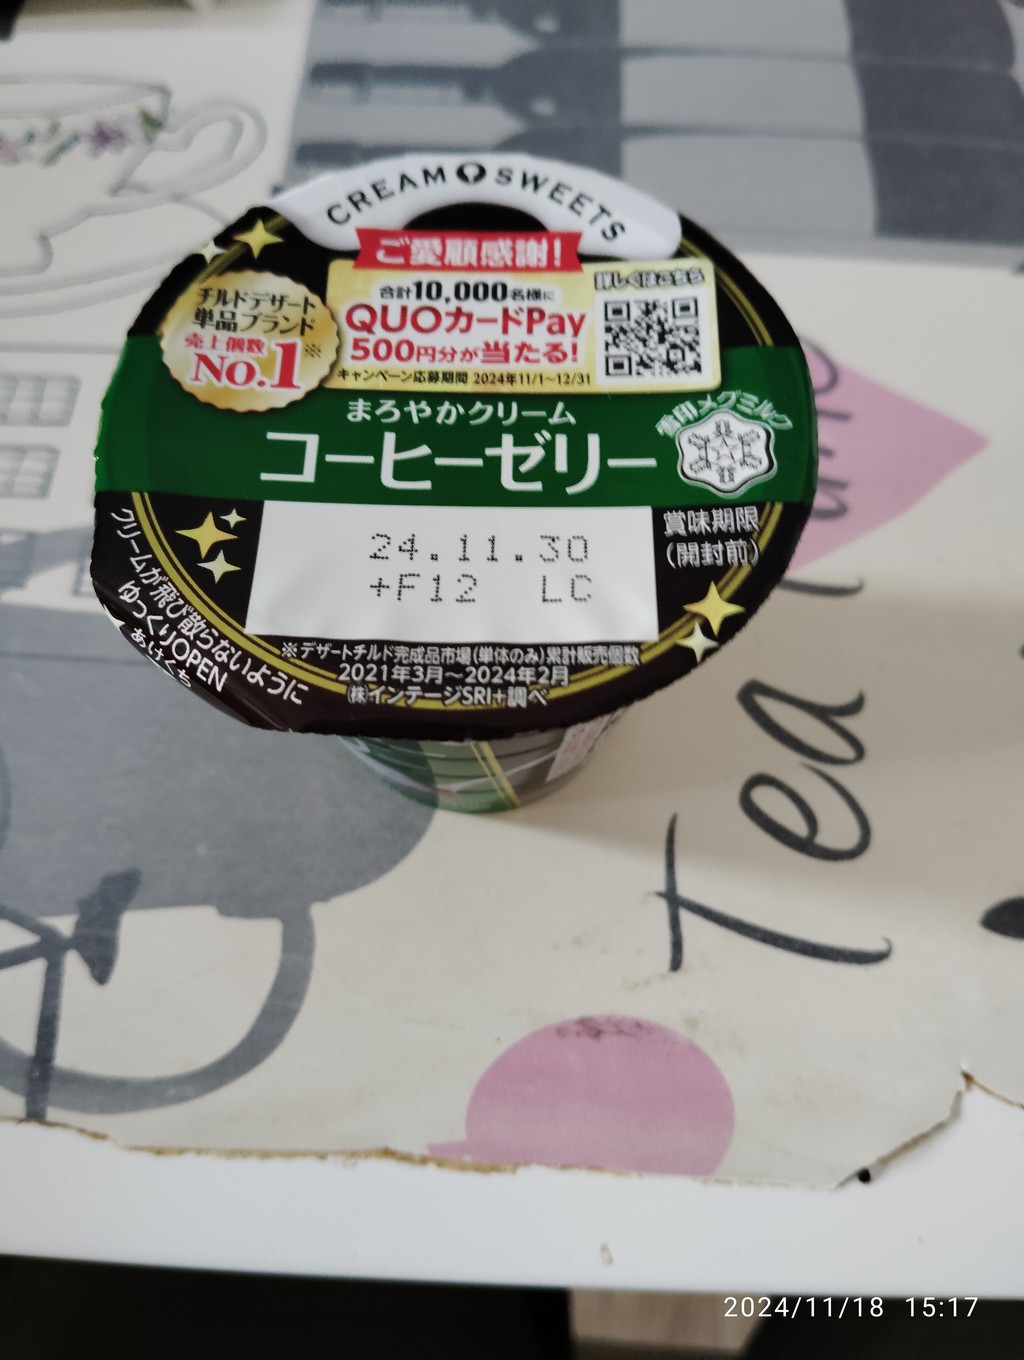 CREAM SWEETS
ご愛顧感謝!
チルドデザート
単品ブランド
売上個数
No.1※
合計10,000名様に
QUOカードPay
500円分が当たる!
キャンペーン応募期間 2024年11/1~12/31
詳しくはこちら
まろやかクリーム
コーヒーゼリー
雪印メグミルク
24.11.30
+F12 LC
賞味期限
(開封前)
クリームが飛び散らないように
ゆっくりOPEN
あけくち
※デザートチルド完成品市場(単体のみ)累計販売個数
2021年3月~2024年2月
㈱インテージSRI+調べ
Tea
2024/11/18 15:17